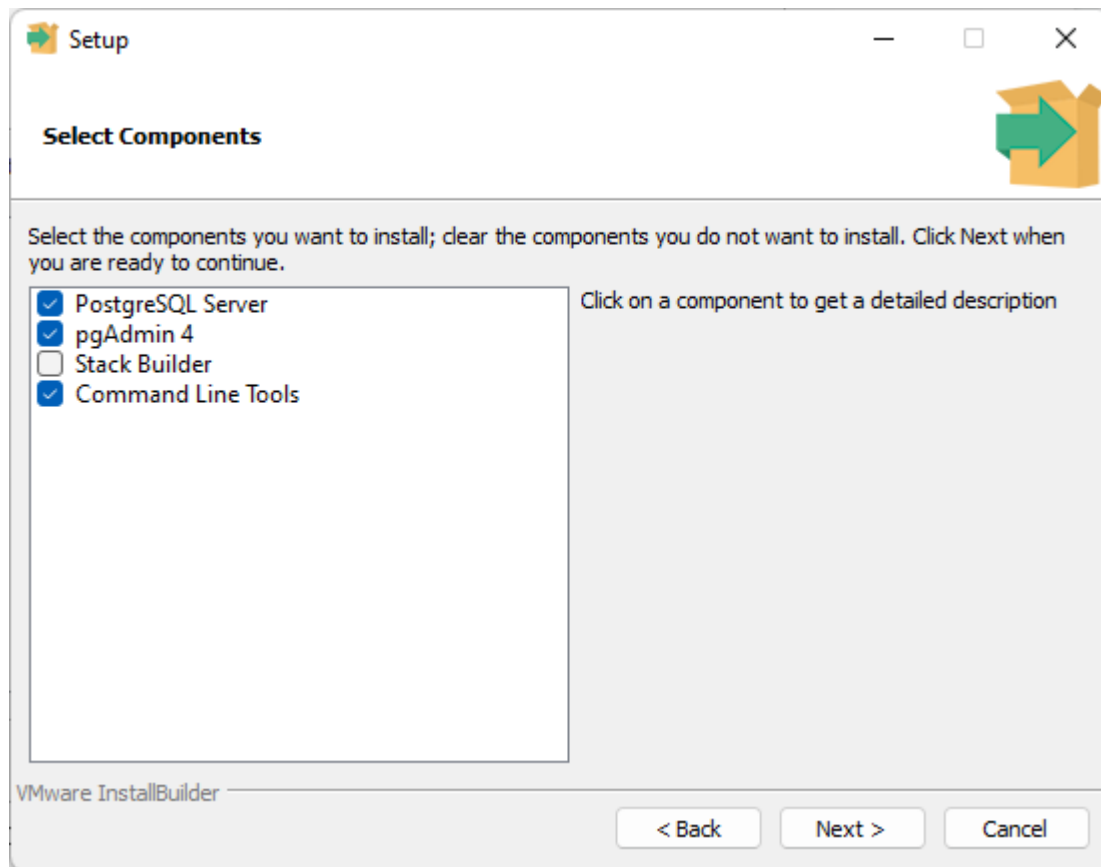 Setup
Select Components
Select the components you want to install; clear the components you do not want to install. Click Next when
you are ready to continue.
PostgreSQL Server
pgAdmin 4
Stack Builder
Command Line Tools
Click on a component to get a detailed description
VMware InstallBuilder
< Back
Next >
Cancel